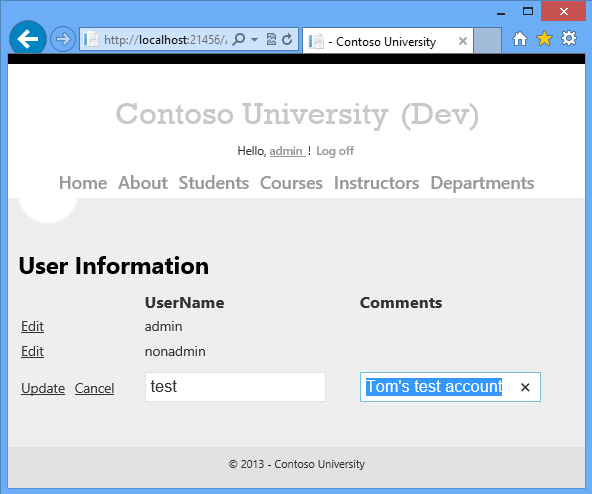 http://localhost:21456/
- Contoso University
Contoso University (Dev)
Hello, admin ! Log off
Home About Students Courses Instructors Departments
User Information
UserName Comments
Edit admin
Edit nonadmin
Update Cancel test Tom's test account
© 2013 - Contoso University